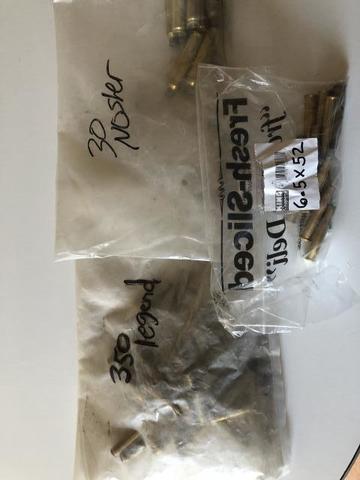 30
Nosler
Fresh-Sliced
Deli
6.5x52
350
legend